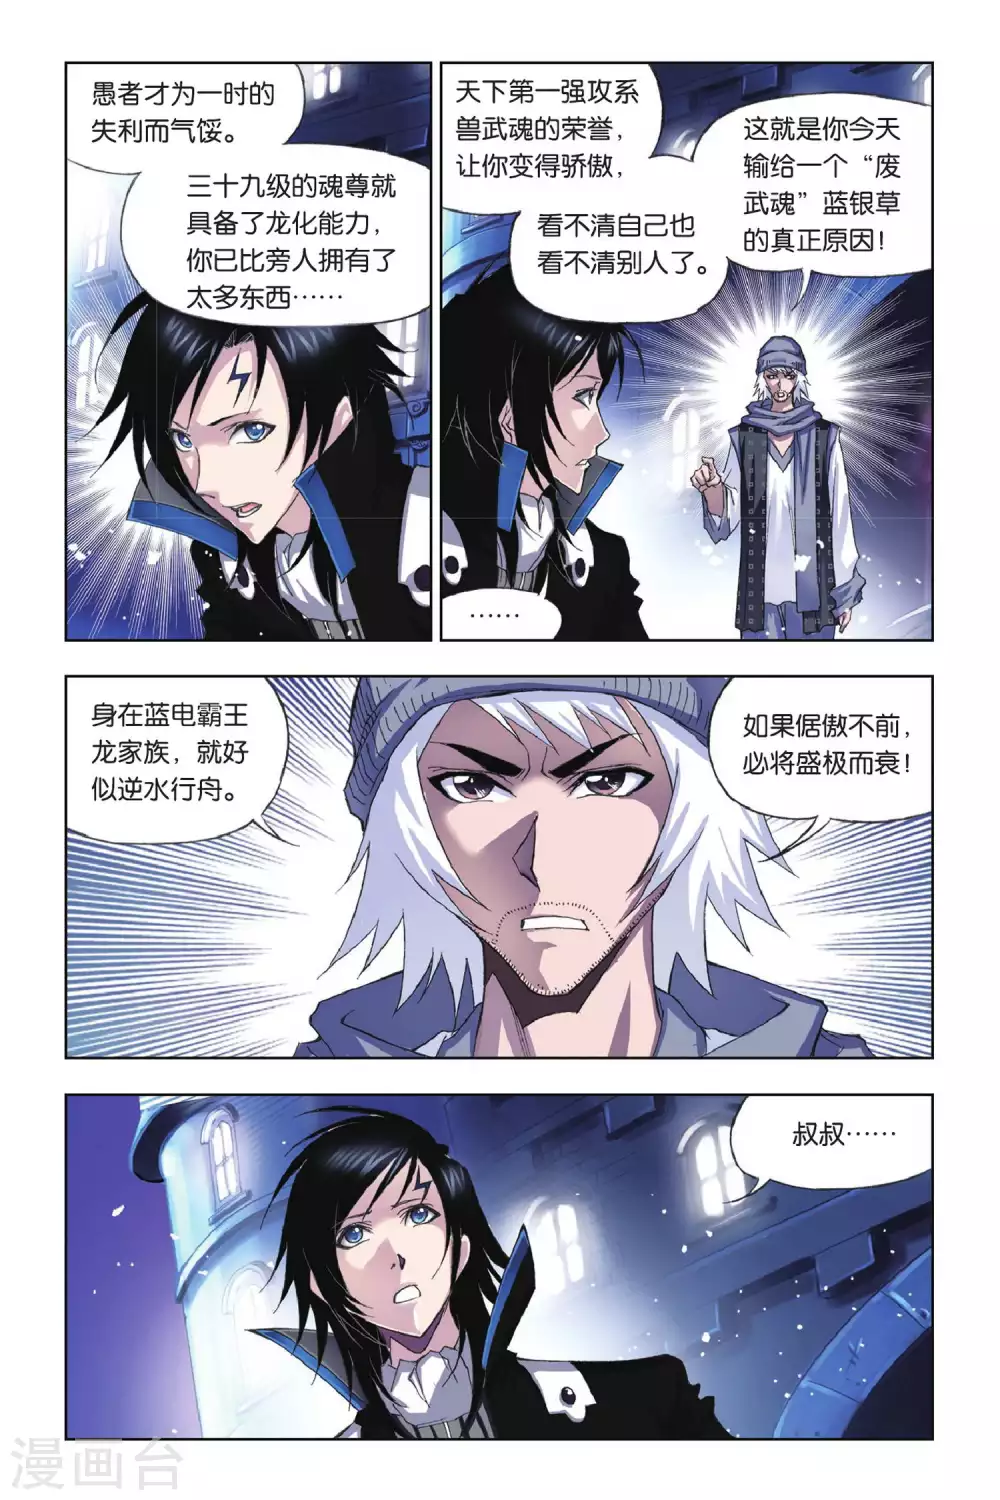 愚者才为一时的
失利而气馁。
三十九级的魂尊就
具备了龙化能力，
你已比旁人拥有了
太多东西……
天下第一强攻系
兽武魂的荣誉，
让你变得骄傲，
看不清自己也
看不清别人了。
这就是你今天
输给一个“废
武魂”蓝银草
的真正原因！
……
身在蓝电霸王
龙家族，就好
似逆水行舟。
如果倨傲不前，
必将盛极而衰！
叔叔……
漫画台